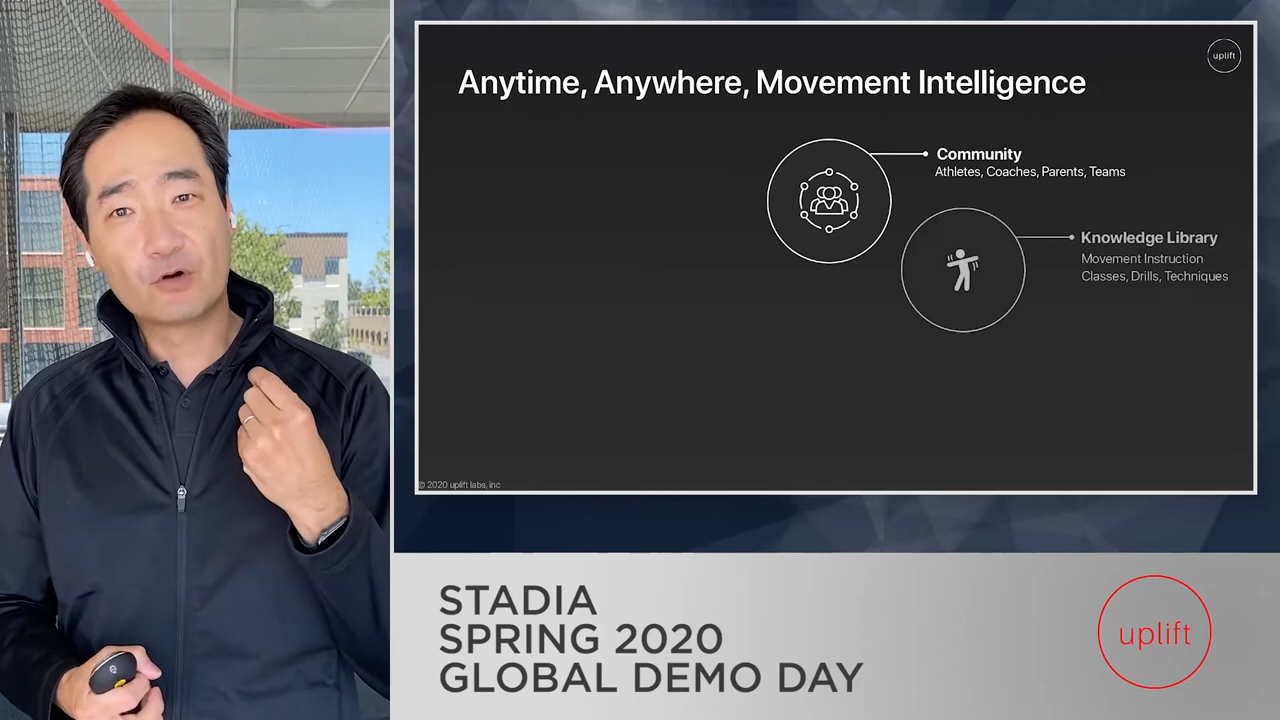 uplift
Anytime, Anywhere, Movement Intelligence
Community
Athletes, Coaches, Parents, Teams
Knowledge Library
Movement Instruction
Classes, Drills, Techniques
© 2020 uplift labs, inc
STADIA
SPRING 2020
GLOBAL DEMO DAY
uplift